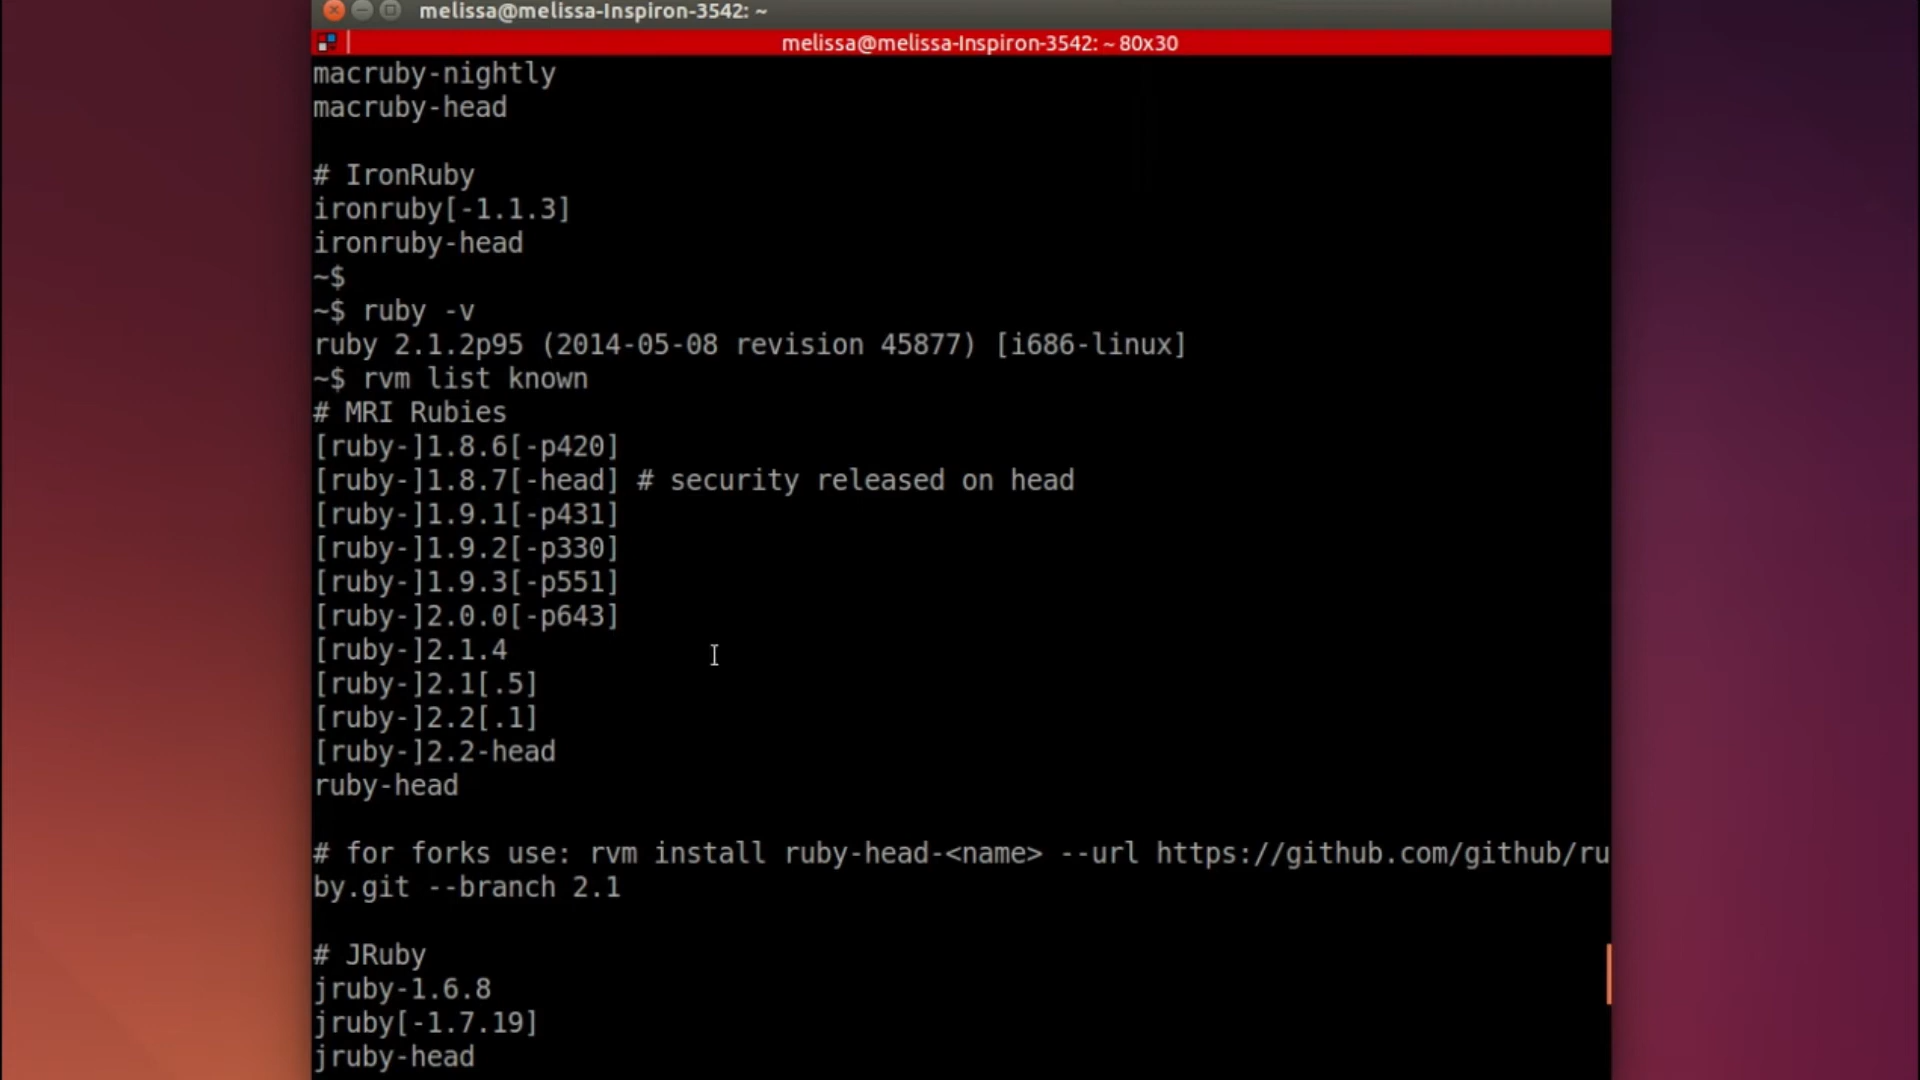 melissa@melissa-Inspiron-3542: ~
melissa@melissa-Inspiron-3542: ~ 80x30
macruby-nightly
macruby-head
# IronRuby
ironruby[-1.1.3]
ironruby-head
~$
~$ ruby -v
ruby 2.1.2p95 (2014-05-08 revision 45877) [i686-linux]
~$ rvm list known
# MRI Rubies
[ruby-]1.8.6[-p420]
[ruby-]1.8.7[-head] # security released on head
[ruby-]1.9.1[-p431]
[ruby-]1.9.2[-p330]
[ruby-]1.9.3[-p551]
[ruby-]2.0.0[-p643]
[ruby-]2.1.4
[ruby-]2.1[.5]
[ruby-]2.2[.1]
[ruby-]2.2-head
ruby-head
# for forks use: rvm install ruby-head-<name> --url https://github.com/github/ru
by.git --branch 2.1
# JRuby
jruby-1.6.8
jruby[-1.7.19]
jruby-head